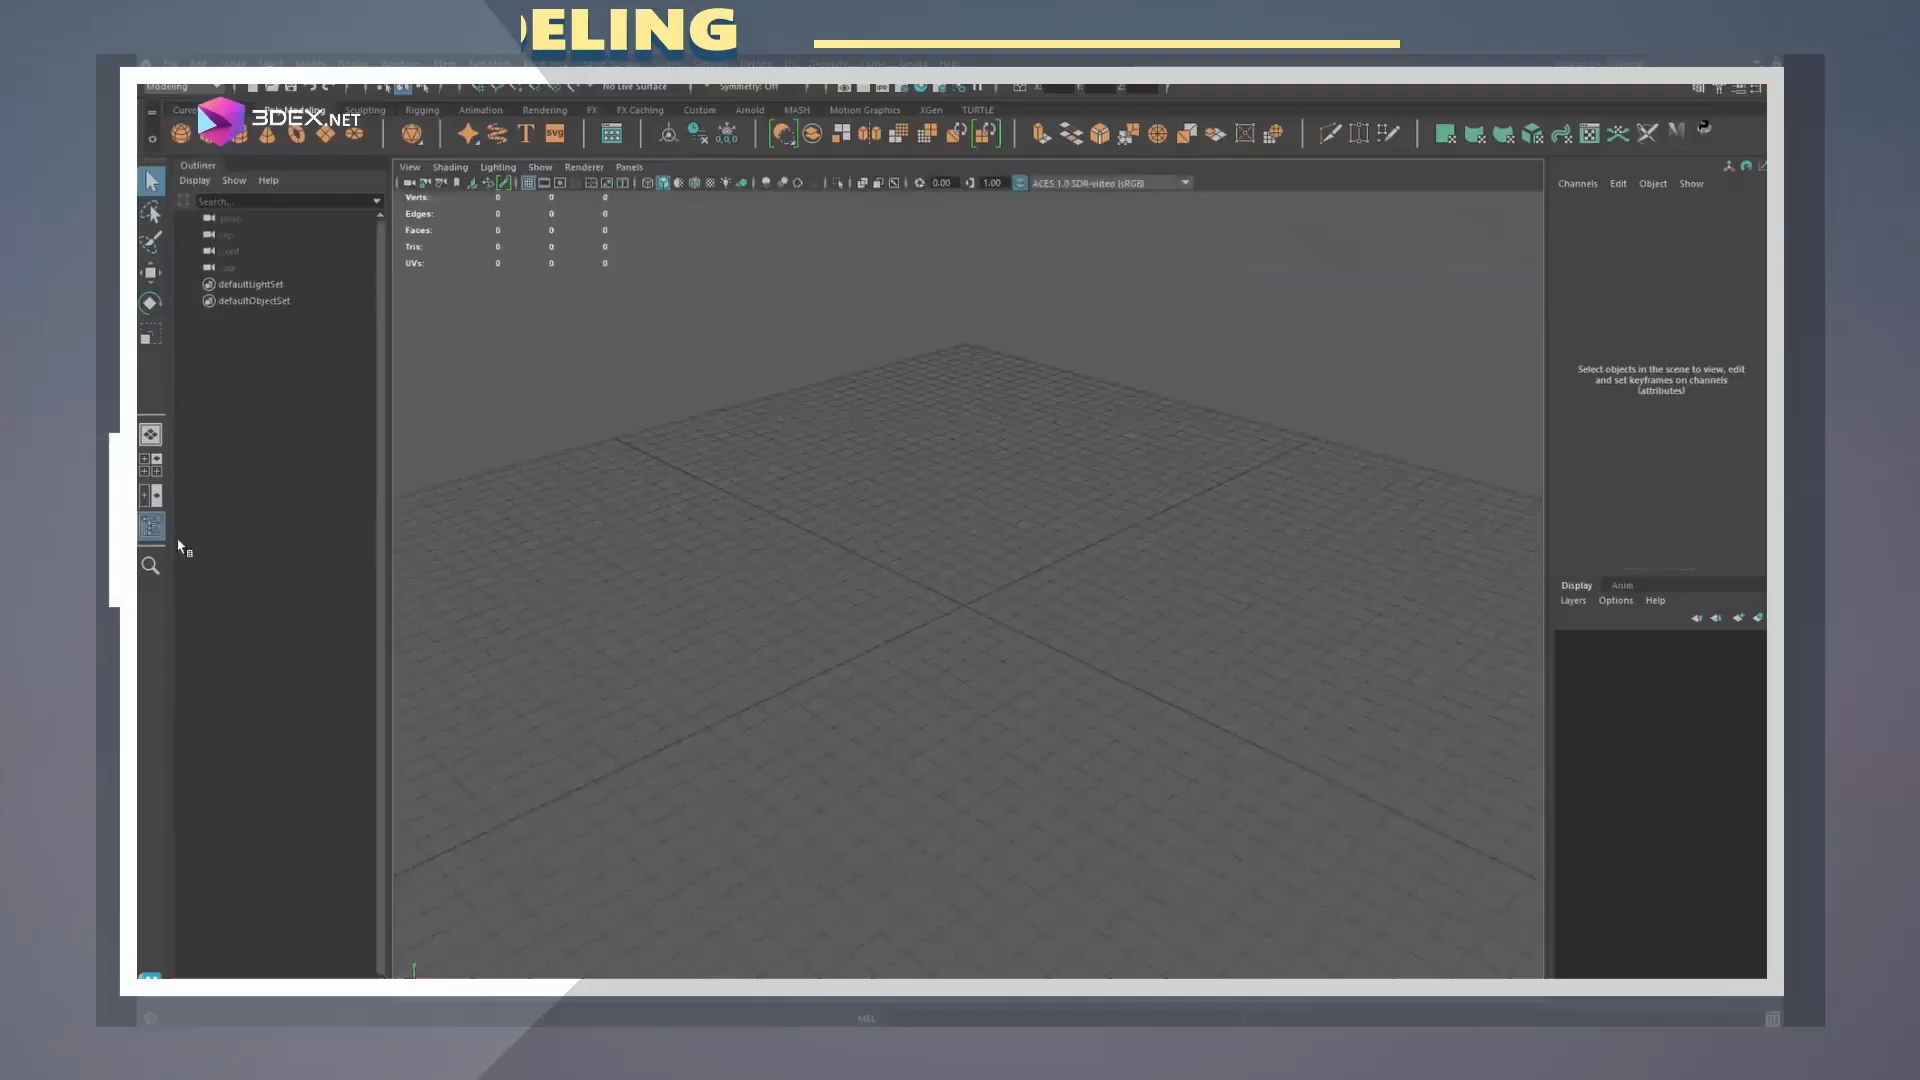 DELING
Modeling No Live Surface Symmetry: Off X: Y: Z:
Sculpting Rigging Animation Rendering FX FX Caching Custom Arnold MASH Motion Graphics XGen TURTLE
3DEX.NET
T SVG 0,0,0
Outliner
Display Show Help
Search...
defaultLightSet
defaultObjectSet
View Shading Lighting Show Renderer Panels
0.00 1.00 ACES 1.0 SDR-video (sRGB)
Verts: 0 0 0
Edges: 0 0 0
Faces: 0 0 0
Tris: 0 0 0
UVs: 0 0 0
Channels Edit Object Show
Select objects in the scene to view, edit
and set keyframes on channels
(attributes)
Display Anim
Layers Options Help
MEL